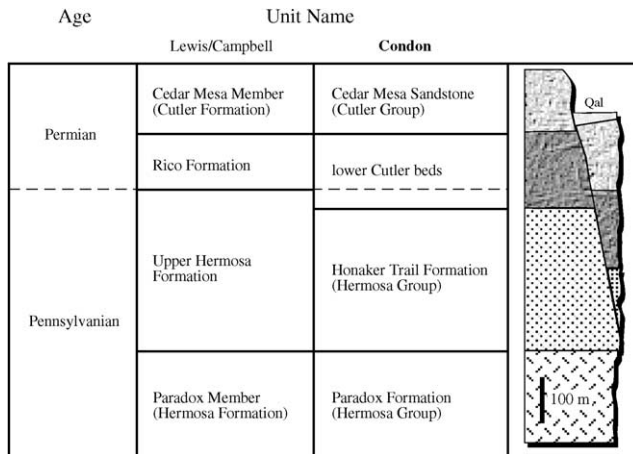 Age
Unit Name
Lewis/Campbell
Condon
Permian
Cedar Mesa Member
(Cutler Formation)
Cedar Mesa Sandstone
(Cutler Group)
Qal
Rico Formation
lower Cutler beds
Pennsylvanian
Upper Hermosa
Formation
Honaker Trail Formation
(Hermosa Group)
Paradox Member
(Hermosa Formation)
Paradox Formation
(Hermosa Group)
100 m